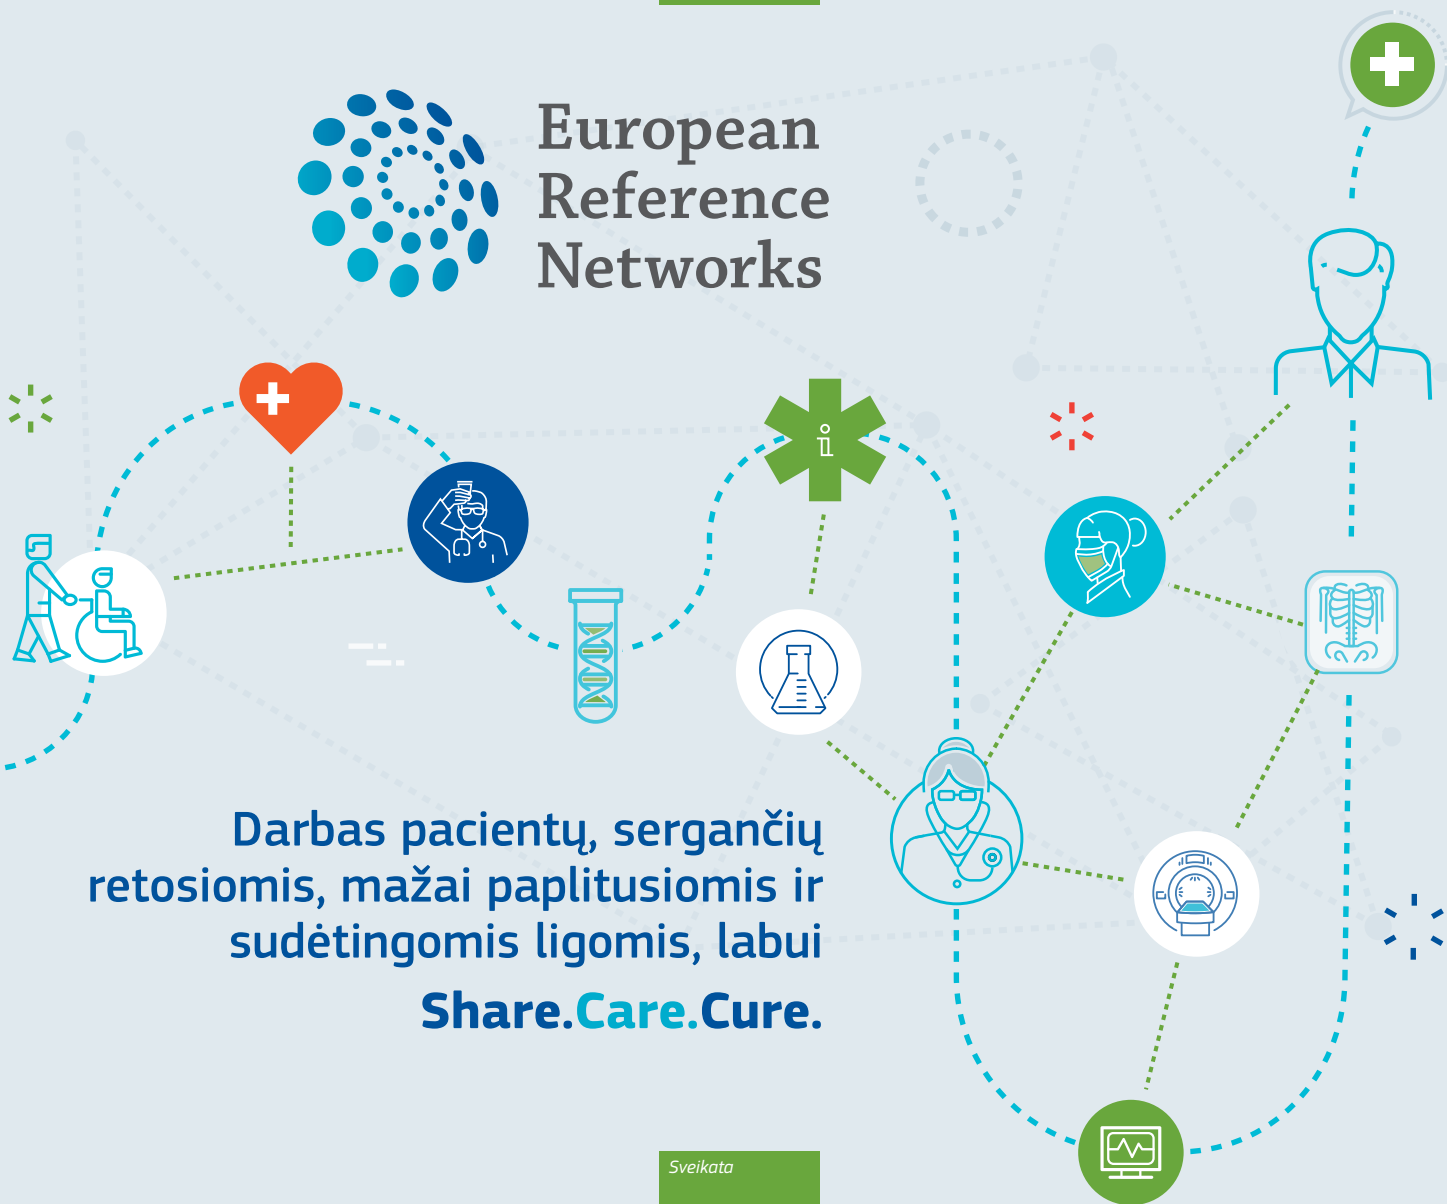 European
Reference
Networks
i
Darbas pacientų, sergančių
retosiomis, mažai paplitusiomis ir
sudėtingomis ligomis, labui
Share.Care.Cure.
Sveikata